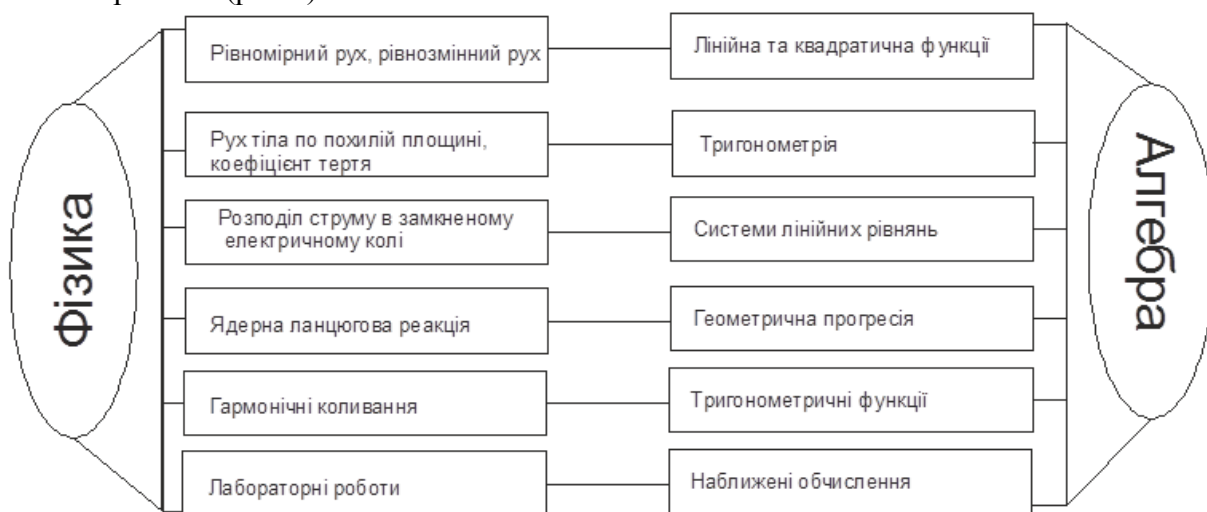 Фізика
Рівномірний рух, рівнозмінний рух
Лінійна та квадратична функції
Рух тіла по похилій площині,
коефіцієнт тертя
Тригонометрія
Розподіл струму в замкненому
електричному колі
Системи лінійних рівнянь
Ядерна ланцюгова реакція
Геометрична прогресія
Гармонічні коливання
Тригонометричні функції
Лабораторні роботи
Наближені обчислення
Алгебра